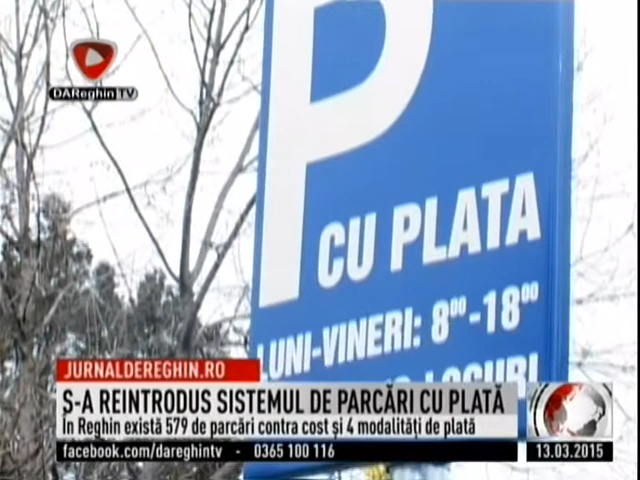 DAReghin TV
P
CU PLATA
LUNI-VINERI: 8⁰⁰-18⁰⁰
LOCURI
JURNALDEREGHIN.RO
S-A REINTRODUS SISTEMUL DE PARCĂRI CU PLATĂ
În Reghin există 579 de parcări contra cost și 4 modalități de plată
facebook.com/dareghintv - 0365 100 116
13.03.2015